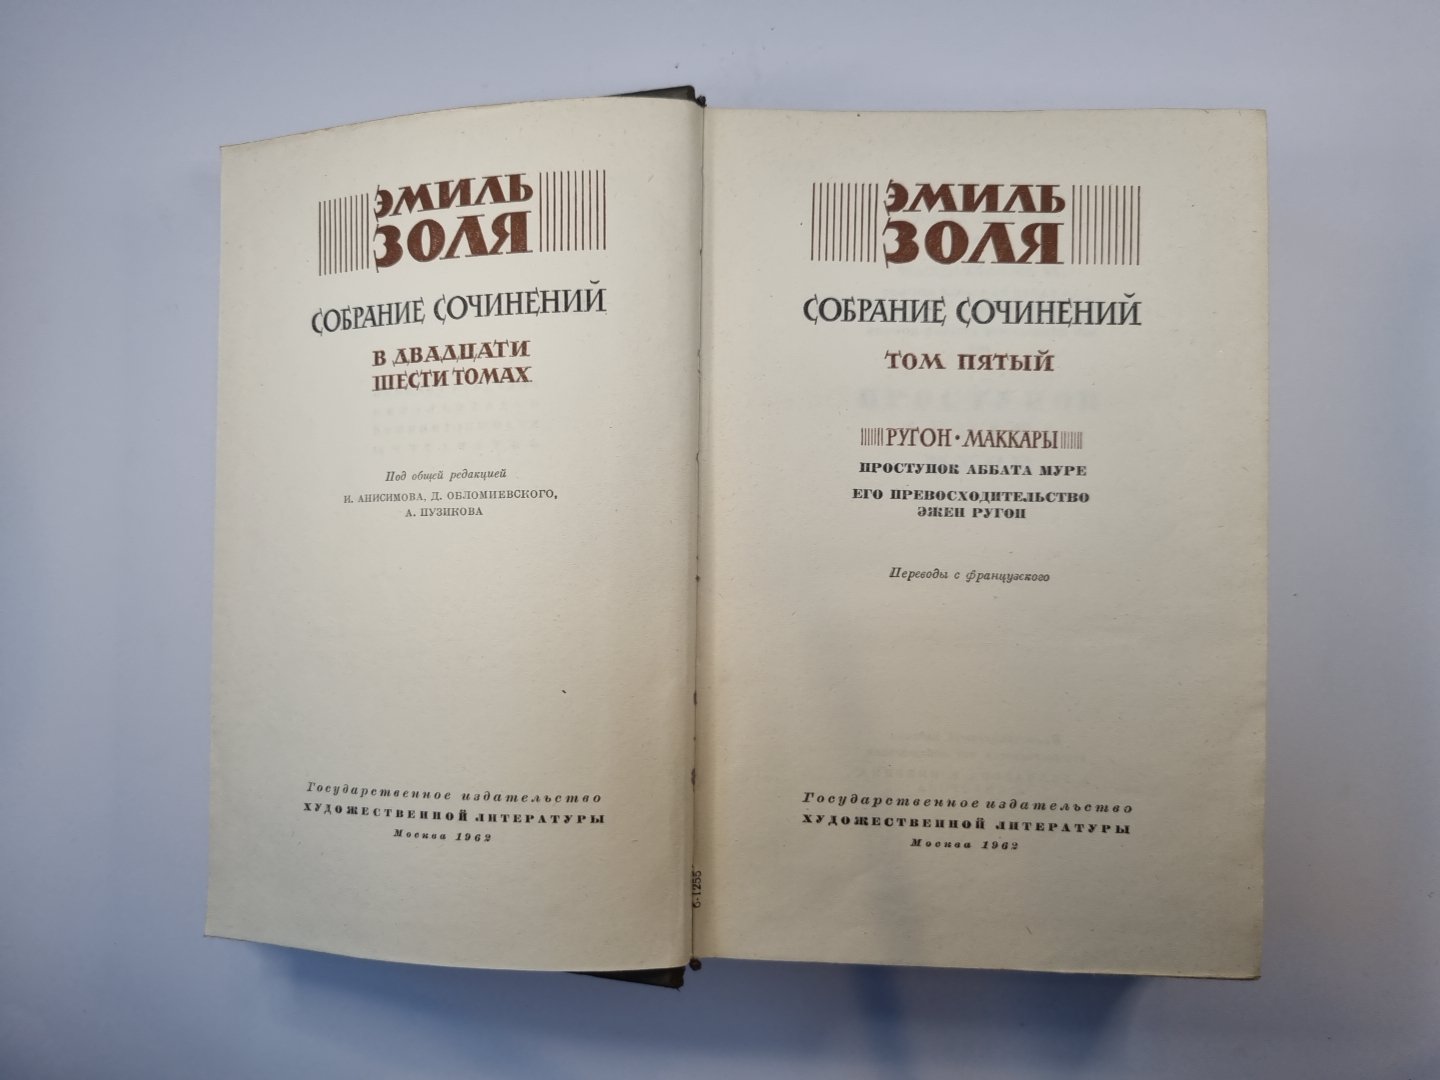 ЭМИЛЬ
ЗОЛЯ
СОБРАНИЕ СОЧИНЕНИЙ
В ДВАДЦАТИ
ШЕСТИ ТОМАХ
Под общей редакцией
И. АНИСИМОВА, Д. ОБЛОМИЕВСКОГО,
А. ПУЗИКОВА
Государственное издательство
ХУДОЖЕСТВЕННОЙ ЛИТЕРАТУРЫ
Москва 1962
6-1255
ЭМИЛЬ
ЗОЛЯ
СОБРАНИЕ СОЧИНЕНИЙ
ТОМ ПЯТЫЙ
РУГОН·МАККАРЫ
ПРОСТУПОК АББАТА МУРЕ
ЕГО ПРЕВОСХОДИТЕЛЬСТВО
ЭЖЕН РУГОН
Переводы с французского
Государственное издательство
ХУДОЖЕСТВЕННОЙ ЛИТЕРАТУРЫ
Москва 1962